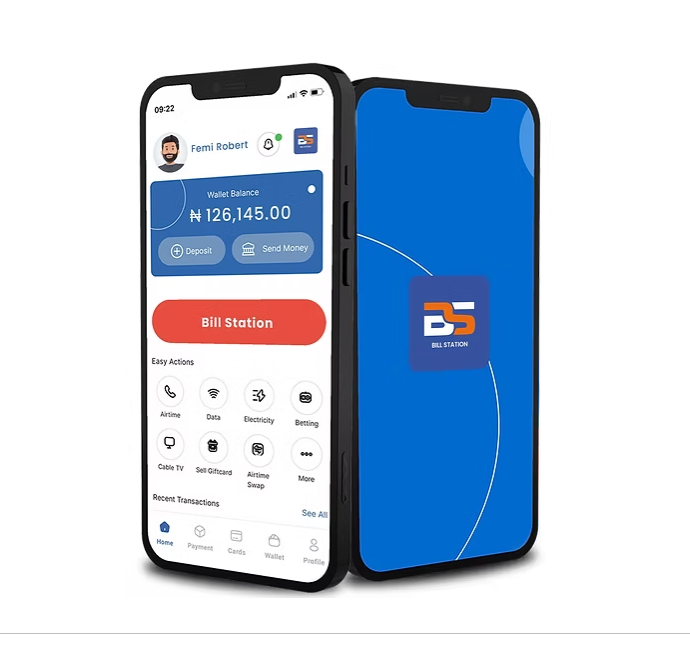 09:22
Femi Robert
BS
Wallet Balance
₦ 126,145.00
Deposit
Send Money
Bill Station
Easy Actions
Airtime
Data
Electricity
Betting
Cable TV
Sell Giftcard
Airtime
Swap
More
Recent Transactions
See All
Home
Payment
Cards
Wallet
Profile
BS
BILL STATION